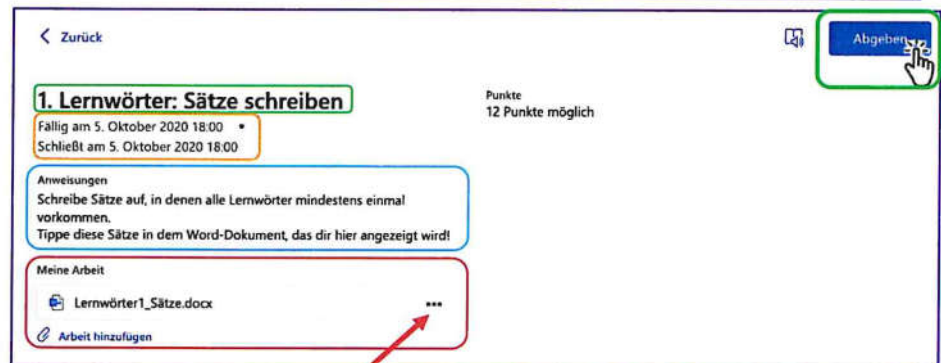 Zurück
Abgeben
1. Lernwörter: Sätze schreiben
Fällig am 5. Oktober 2020 18:00 •
Schließt am 5. Oktober 2020 18:00
Punkte
12 Punkte möglich
Anweisungen
Schreibe Sätze auf, in denen alle Lernwörter mindestens einmal
vorkommen.
Tippe diese Sätze in dem Word-Dokument, das dir hier angezeigt wird!
Meine Arbeit
Lernwörter1_Sätze.docx
Arbeit hinzufügen